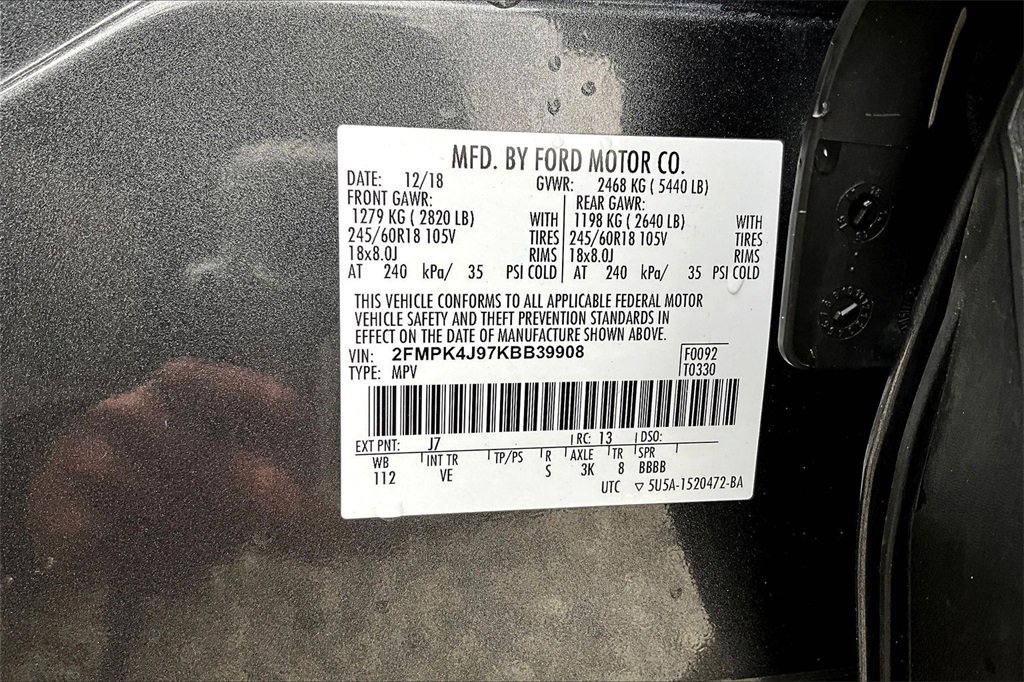 MFD. BY FORD MOTOR CO.
DATE: 12/18 GVWR: 2468 KG ( 5440 LB)
FRONT GAWR: REAR GAWR:
1279 KG ( 2820 LB) WITH 1198 KG ( 2640 LB) WITH
245/60R18 105V TIRES 245/60R18 105V TIRES
18x8.0J RIMS 18x8.0J RIMS
AT 240 kPa/ 35 PSI COLD AT 240 kPa/ 35 PSI COLD
THIS VEHICLE CONFORMS TO ALL APPLICABLE FEDERAL MOTOR
VEHICLE SAFETY AND THEFT PREVENTION STANDARDS IN
EFFECT ON THE DATE OF MANUFACTURE SHOWN ABOVE.
VIN: 2FMPK4J97KBB39908 F0092
TYPE: MPV T0330
EXT PNT: J7 RC: 13 DSO:
WB INT TR TP/PS R AXLE TR SPR
112 VE S 3K 8 BBBB
UTC ▽ 5U5A-1520472-BA